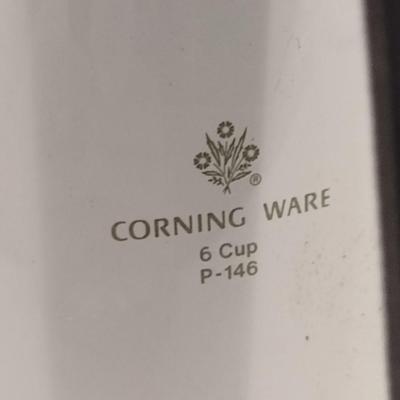 ®
CORNING WARE
6 Cup
P-146